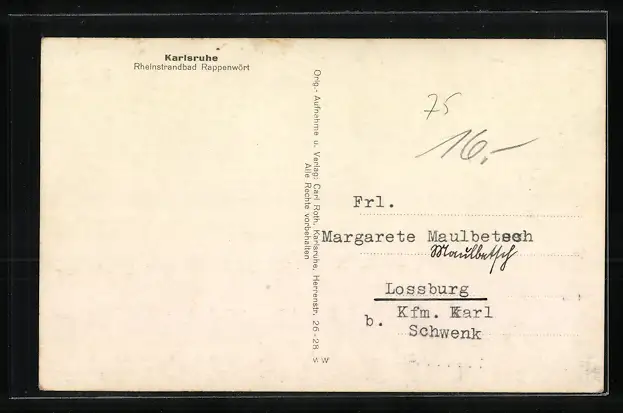 Karlsruhe
Rheinstrandbad Rappenwört
Orig.- Aufnahme u. Verlag: Carl Roth, Karlsruhe, Herrenstr. 26-28 W
Alle Rechte vorbehalten
75
16,-
Frl.
Margarete Maulbetsch
Maulbetsch
Lossburg
b. Kfm. Karl
Schwenk